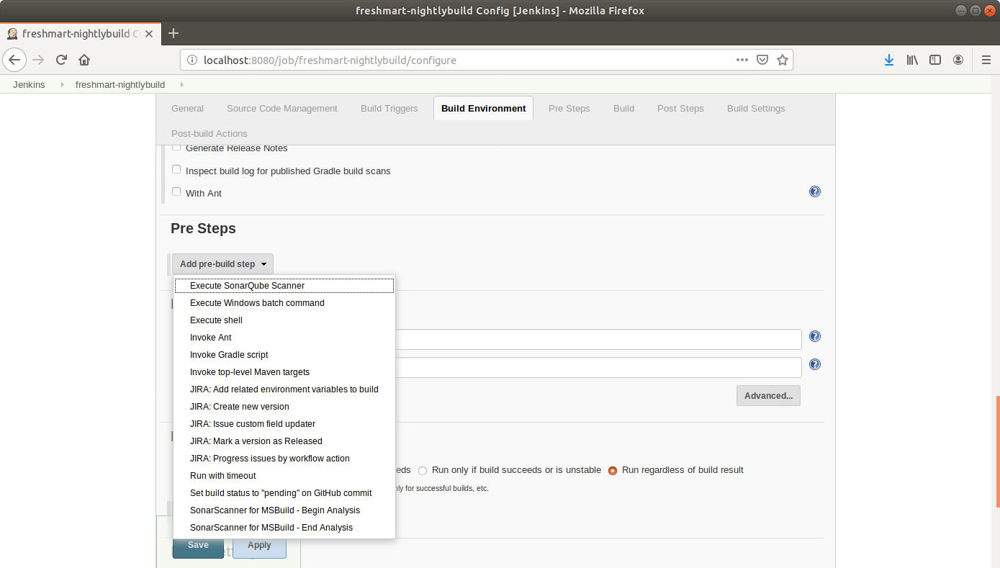 freshmart-nightlybuild Config [Jenkins] - Mozilla Firefox
freshmart-nightlybuild C
localhost:8080/job/freshmart-nightlybuild/configure
Jenkins freshmart-nightlybuild
General Source Code Management Build Triggers Build Environment Pre Steps Build Post Steps Build Settings
Post-build Actions
Generate Release Notes
Inspect build log for published Gradle build scans
With Ant
Pre Steps
Add pre-build step
Execute SonarQube Scanner
Execute Windows batch command
Execute shell
Invoke Ant
Invoke Gradle script
Invoke top-level Maven targets
JIRA: Add related environment variables to build
JIRA: Create new version
JIRA: Issue custom field updater
JIRA: Mark a version as Released
JIRA: Progress issues by workflow action
Run with timeout
Set build status to "pending" on GitHub commit
SonarScanner for MSBuild - Begin Analysis
SonarScanner for MSBuild - End Analysis
Advanced...
eds Run only if build succeeds or is unstable Run regardless of build result
nly for successful builds, etc.
Save Apply